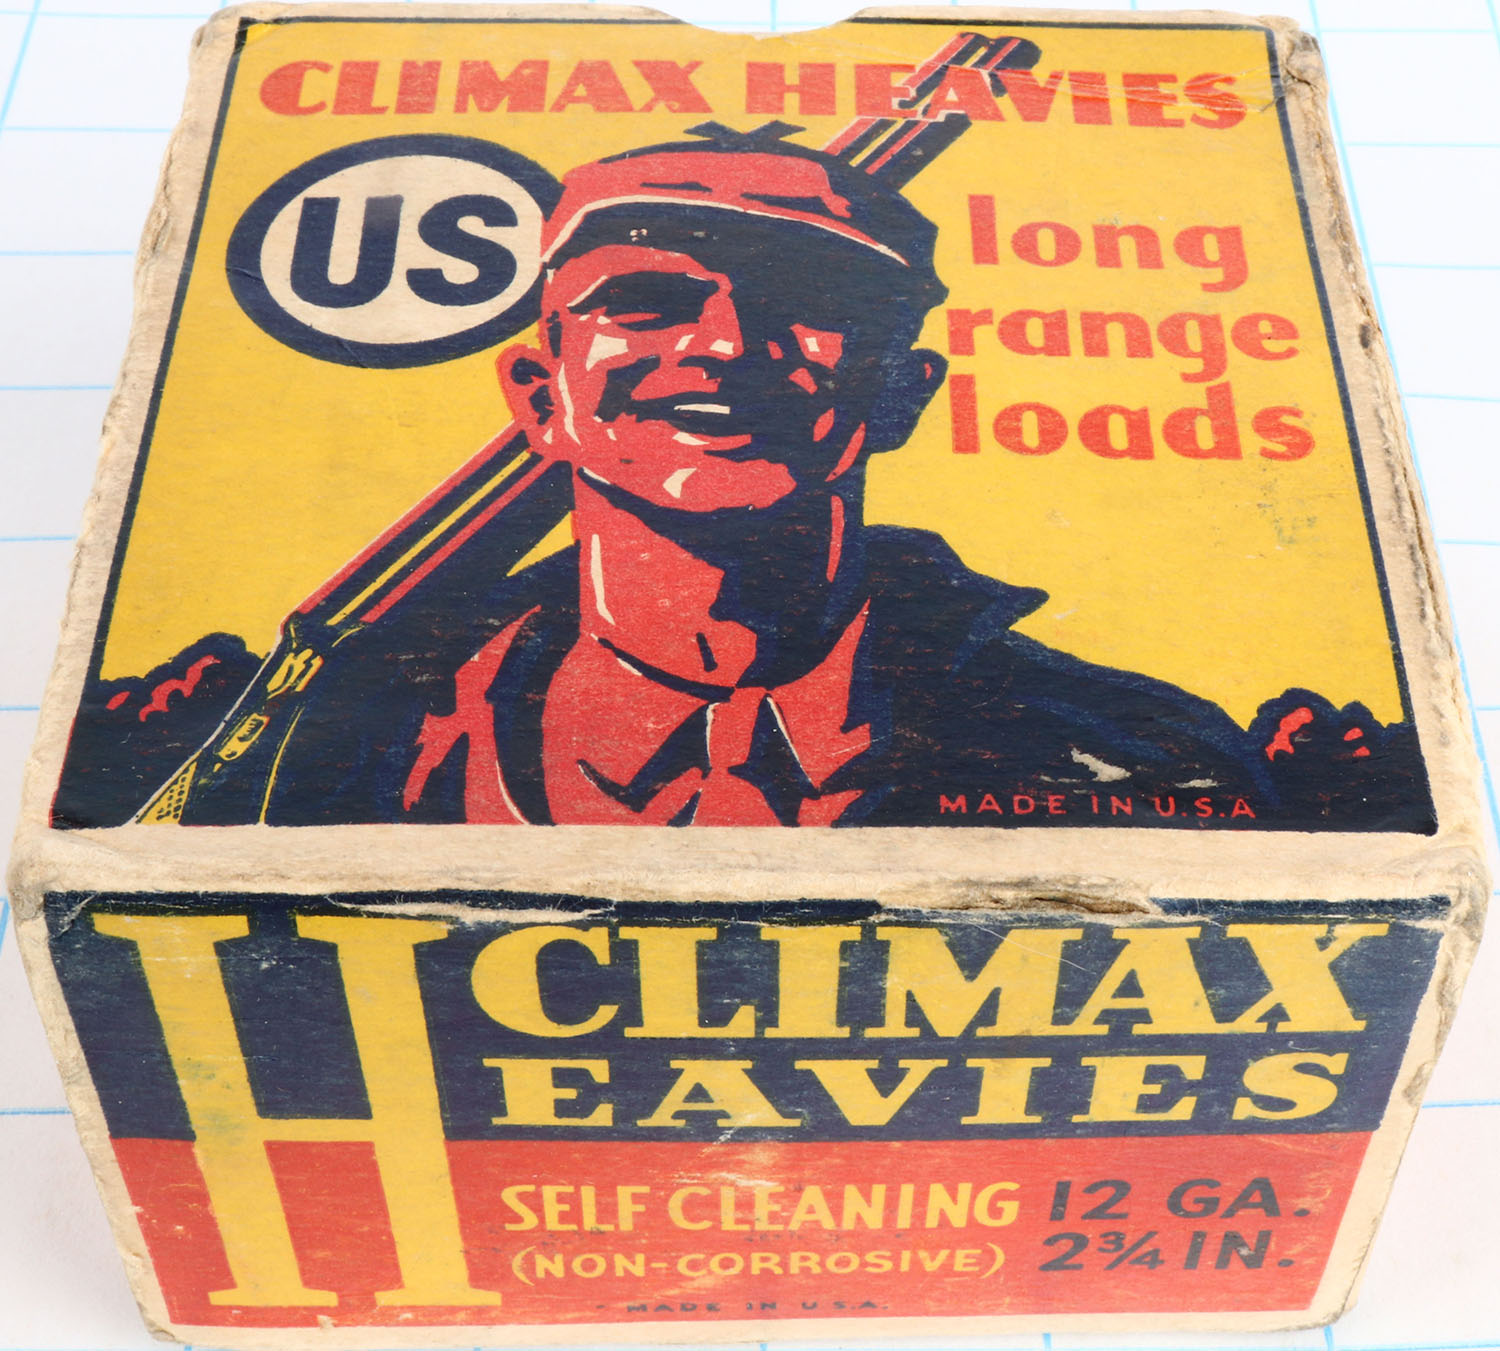 CLIMAX HEAVIES
US
long
range
loads
MADE IN U.S.A
CLIMAX
HEAVIES
SELF CLEANING
(NON-CORROSIVE)
12 GA.
2¾ IN.
MADE IN U.S.A.